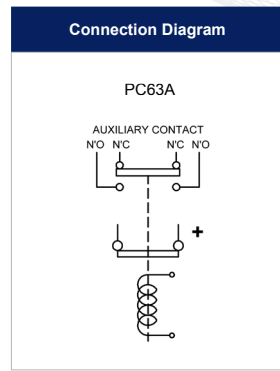 Connection Diagram
PC63A
AUXILIARY CONTACT
N'O N'C N'C N'O
+